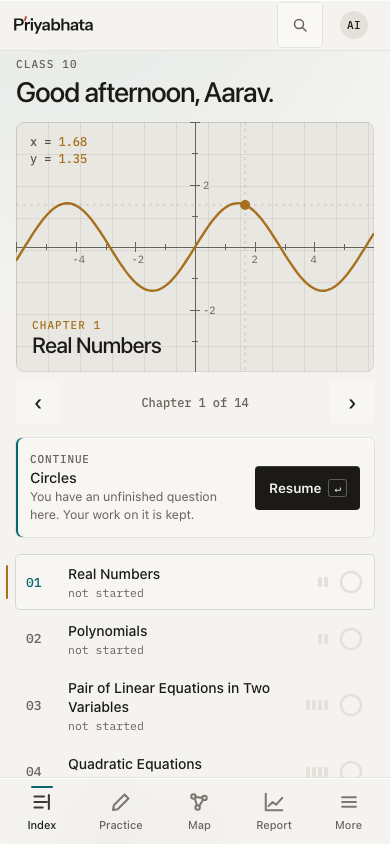 Priyabhata
AI
CLASS 10
Good afternoon, Aarav.
x = 1.68
y = 1.35
2
-4
-2
2
4
-2
CHAPTER 1
Real Numbers
Chapter 1 of 14
CONTINUE
Circles
You have an unfinished question
here. Your work on it is kept.
Resume ↵
01
Real Numbers
not started
02
Polynomials
not started
03
Pair of Linear Equations in Two
Variables
not started
04
Quadratic Equations
Index
Practice
Map
Report
More